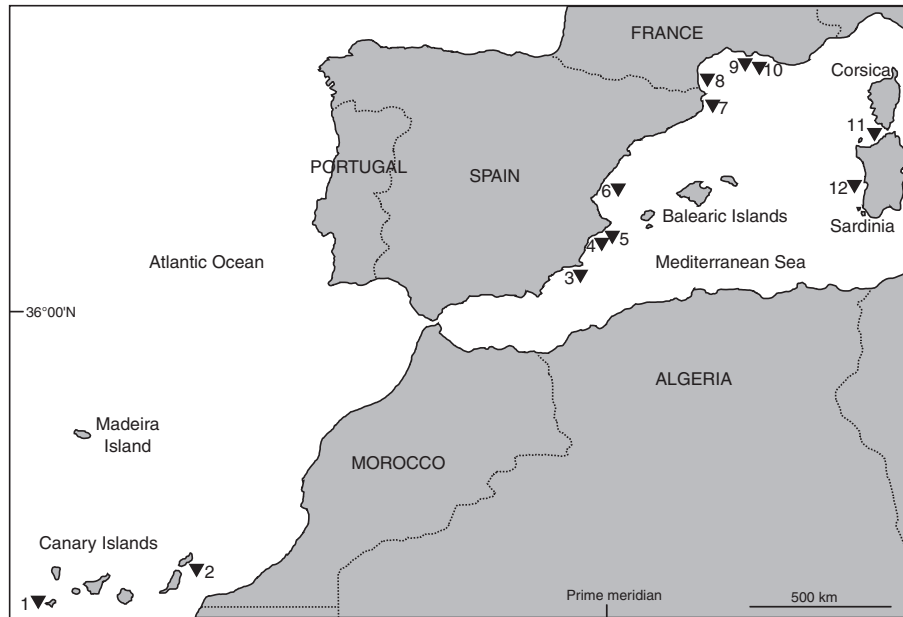 FRANCE
9
10
8
Corsica
7
11
PORTUGAL
SPAIN
6
12
Balearic Islands
Sardinia
5
4
Atlantic Ocean
Mediterranean Sea
3
36°00'N
ALGERIA
Madeira
Island
MOROCCO
Canary Islands
2
1
Prime meridian
500 km